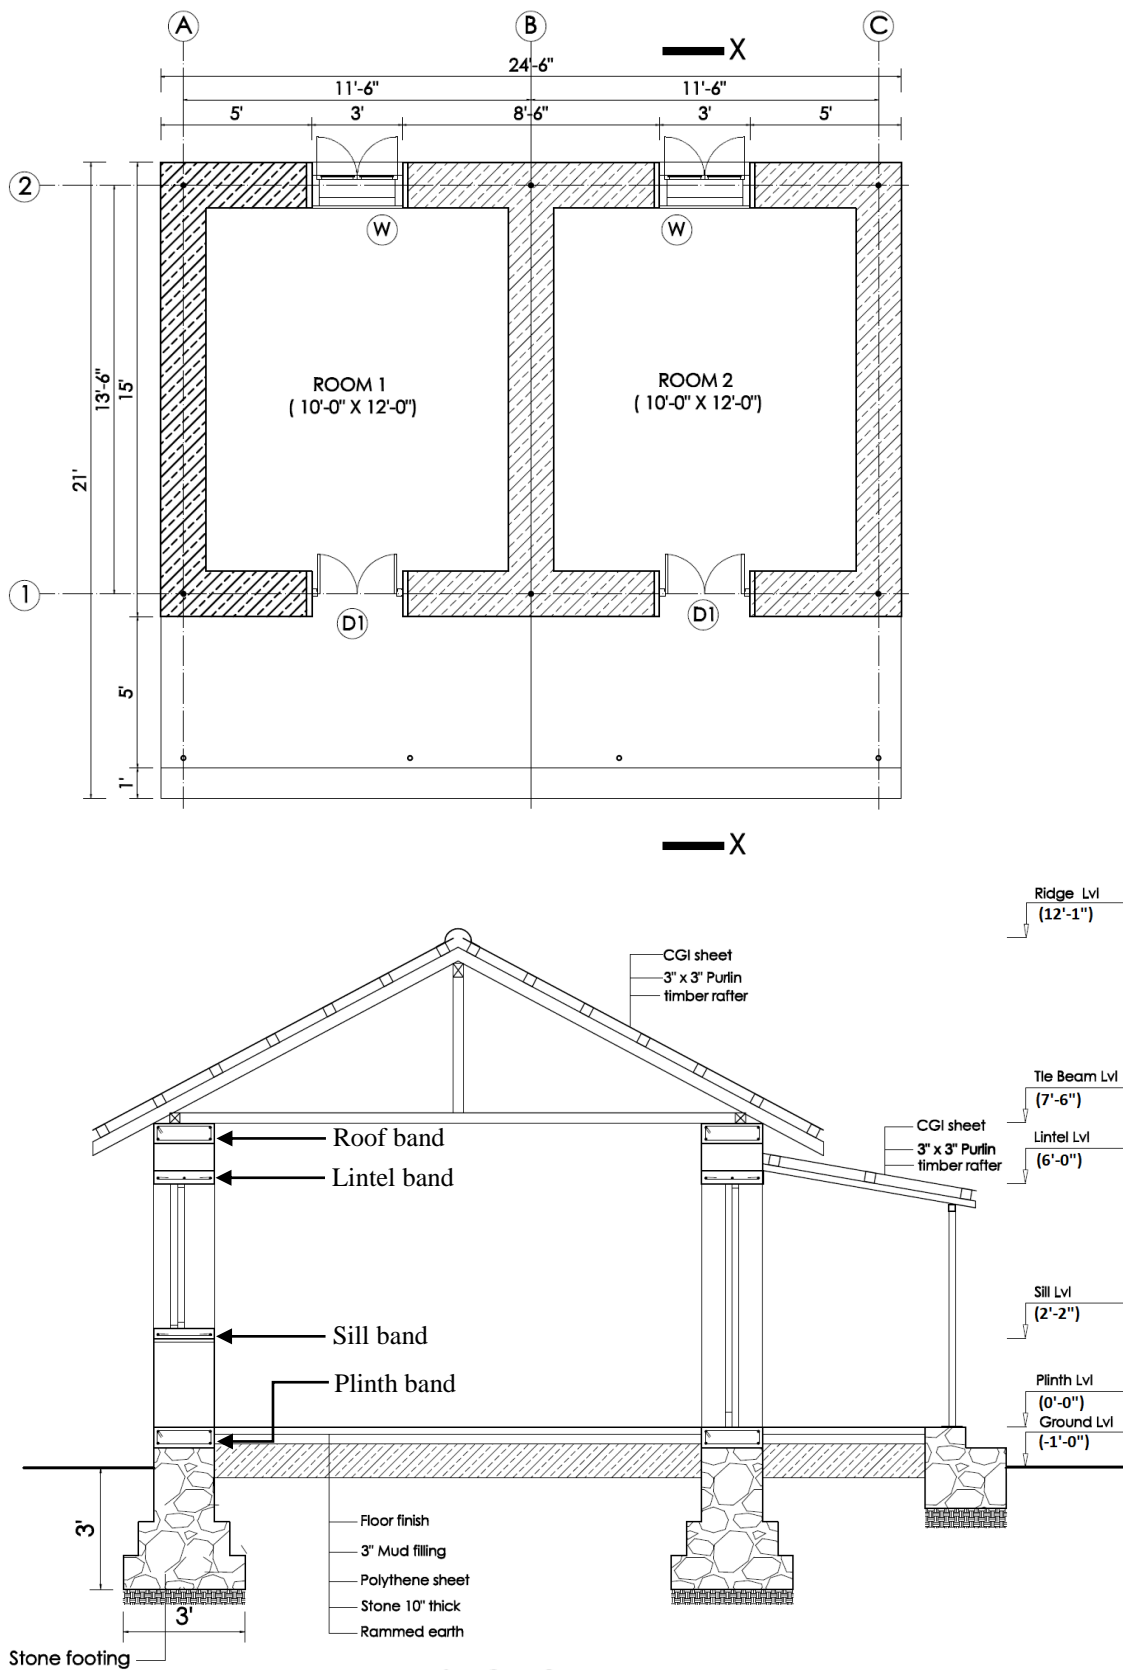 A
B
C
X
24'-6"
11'-6"
11'-6"
5'
3'
8'-6"
3'
5'
2
W
W
ROOM 1
( 10'-0" X 12'-0")
ROOM 2
( 10'-0" X 12'-0")
13'-6"
15'
21'
1
D1
D1
5'
1'
X
Ridge Lvl
(12'-1")
CGI sheet
3" x 3" Purlin
timber rafter
Tie Beam Lvl
(7'-6")
CGI sheet
3" x 3" Purlin
timber rafter
Lintel Lvl
(6'-0")
Roof band
Lintel band
Sill Lvl
(2'-2")
Sill band
Plinth band
Plinth Lvl
(0'-0")
Ground Lvl
(-1'-0")
3'
Floor finish
3" Mud filling
Polythene sheet
Stone 10" thick
Rammed earth
3'
Stone footing